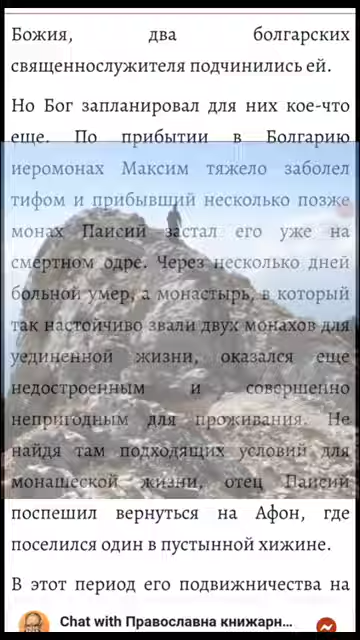 Божия, два болгарских
священнослужителя подчинились ей.
Но Бог запланировал для них кое-что
еще. По прибытии в Болгарию
иеромонах Максим тяжело заболел
тифом и прибывший несколько позже
монах Паисий застал его уже на
смертном одре. Через несколько дней
больной умер, а монастырь, в который
так настойчиво звали двух монахов для
уединенной жизни, оказался еще
недостроенным и совершенно
непригодным для проживания. Не
найдя там подходящих условий для
монашеской жизни, отец Паисий
поспешил вернуться на Афон, где
поселился один в пустынной хижине.
В этот период его подвижничества на
Chat with Православна книжарн...